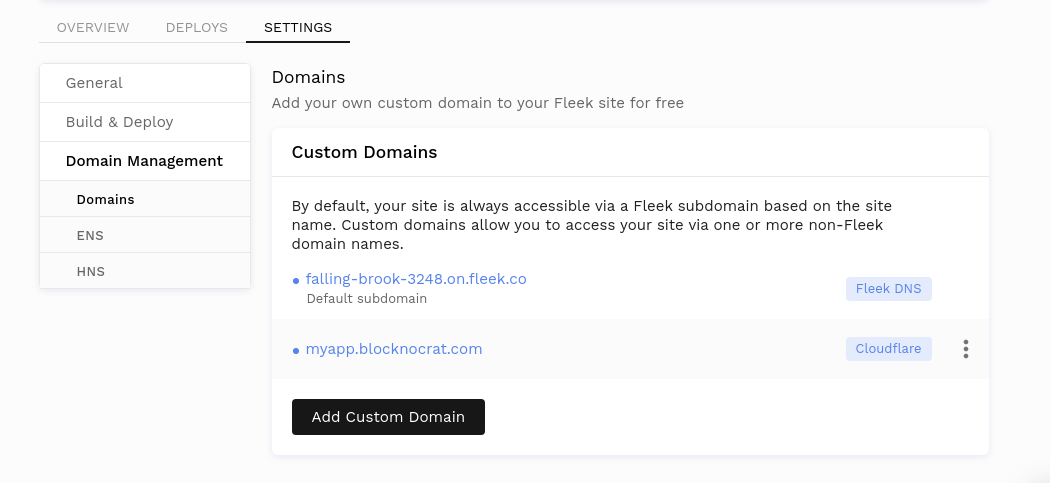 OVERVIEW DEPLOYS SETTINGS
General
Build & Deploy
Domain Management
Domains
ENS
HNS
Domains
Add your own custom domain to your Fleek site for free
Custom Domains
By default, your site is always accessible via a Fleek subdomain based on the site
name. Custom domains allow you to access your site via one or more non-Fleek
domain names.
falling-brook-3248.on.fleek.co Fleek DNS
Default subdomain
myapp.blocknocrat.com Cloudflare
Add Custom Domain